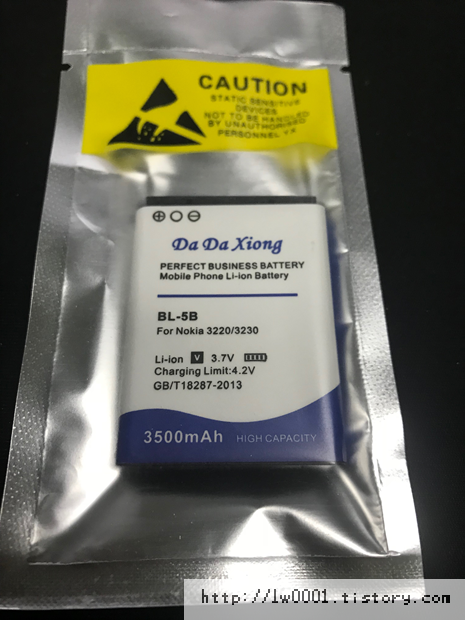 CAUTION
STATIC SENSITIVE
DEVICES
NOT TO BE HANDLED
BY UNAUTHORISED
PERSONNEL
Da Da Xiong
PERFECT BUSINESS BATTERY
Mobile Phone Li-ion Battery
BL-5B
For Nokia 3220/3230
Li-ion V 3.7V
Charging Limit:4.2V
GB/T18287-2013
3500mAh HIGH CAPACITY
http://lw0001.tistory.com